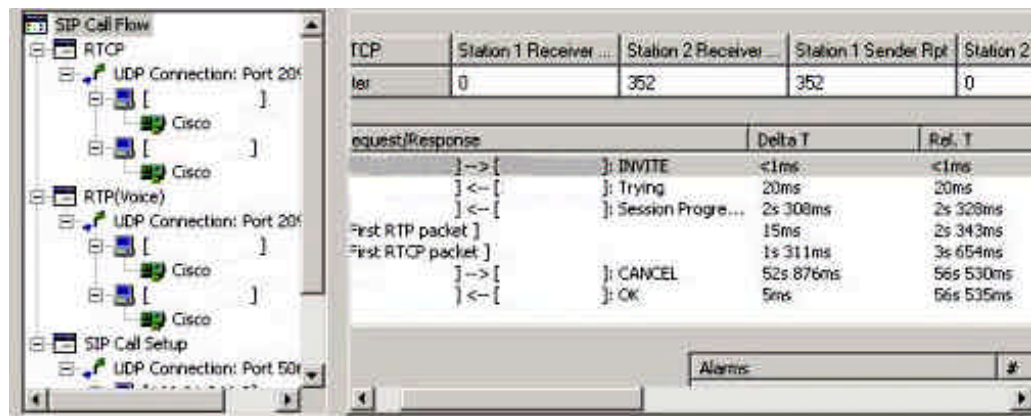 SIP Call Flow
RTCP
UDP Connection: Port 209
[ ]
Cisco
[ ]
Cisco
RTP(Voice)
UDP Connection: Port 209
[ ]
Cisco
[ ]
Cisco
SIP Call Setup
UDP Connection: Port 50
TCP Station 1 Receiver ... Station 2 Receiver ... Station 1 Sender Rpt Station 2
0 352 352 0
equest/Response Delta T Rel. T
]-->[ ]: INVITE <1ms <1ms
]<--[ ]: Trying 20ms 20ms
]<--[ ]: Session Progre... 2s 308ms 2s 328ms
First RTP packet ] 15ms 2s 343ms
First RTCP packet ] 1s 311ms 3s 654ms
]-->[ ]: CANCEL 52s 876ms 56s 530ms
]<--[ ]: OK 5ms 56s 535ms
Alarms #